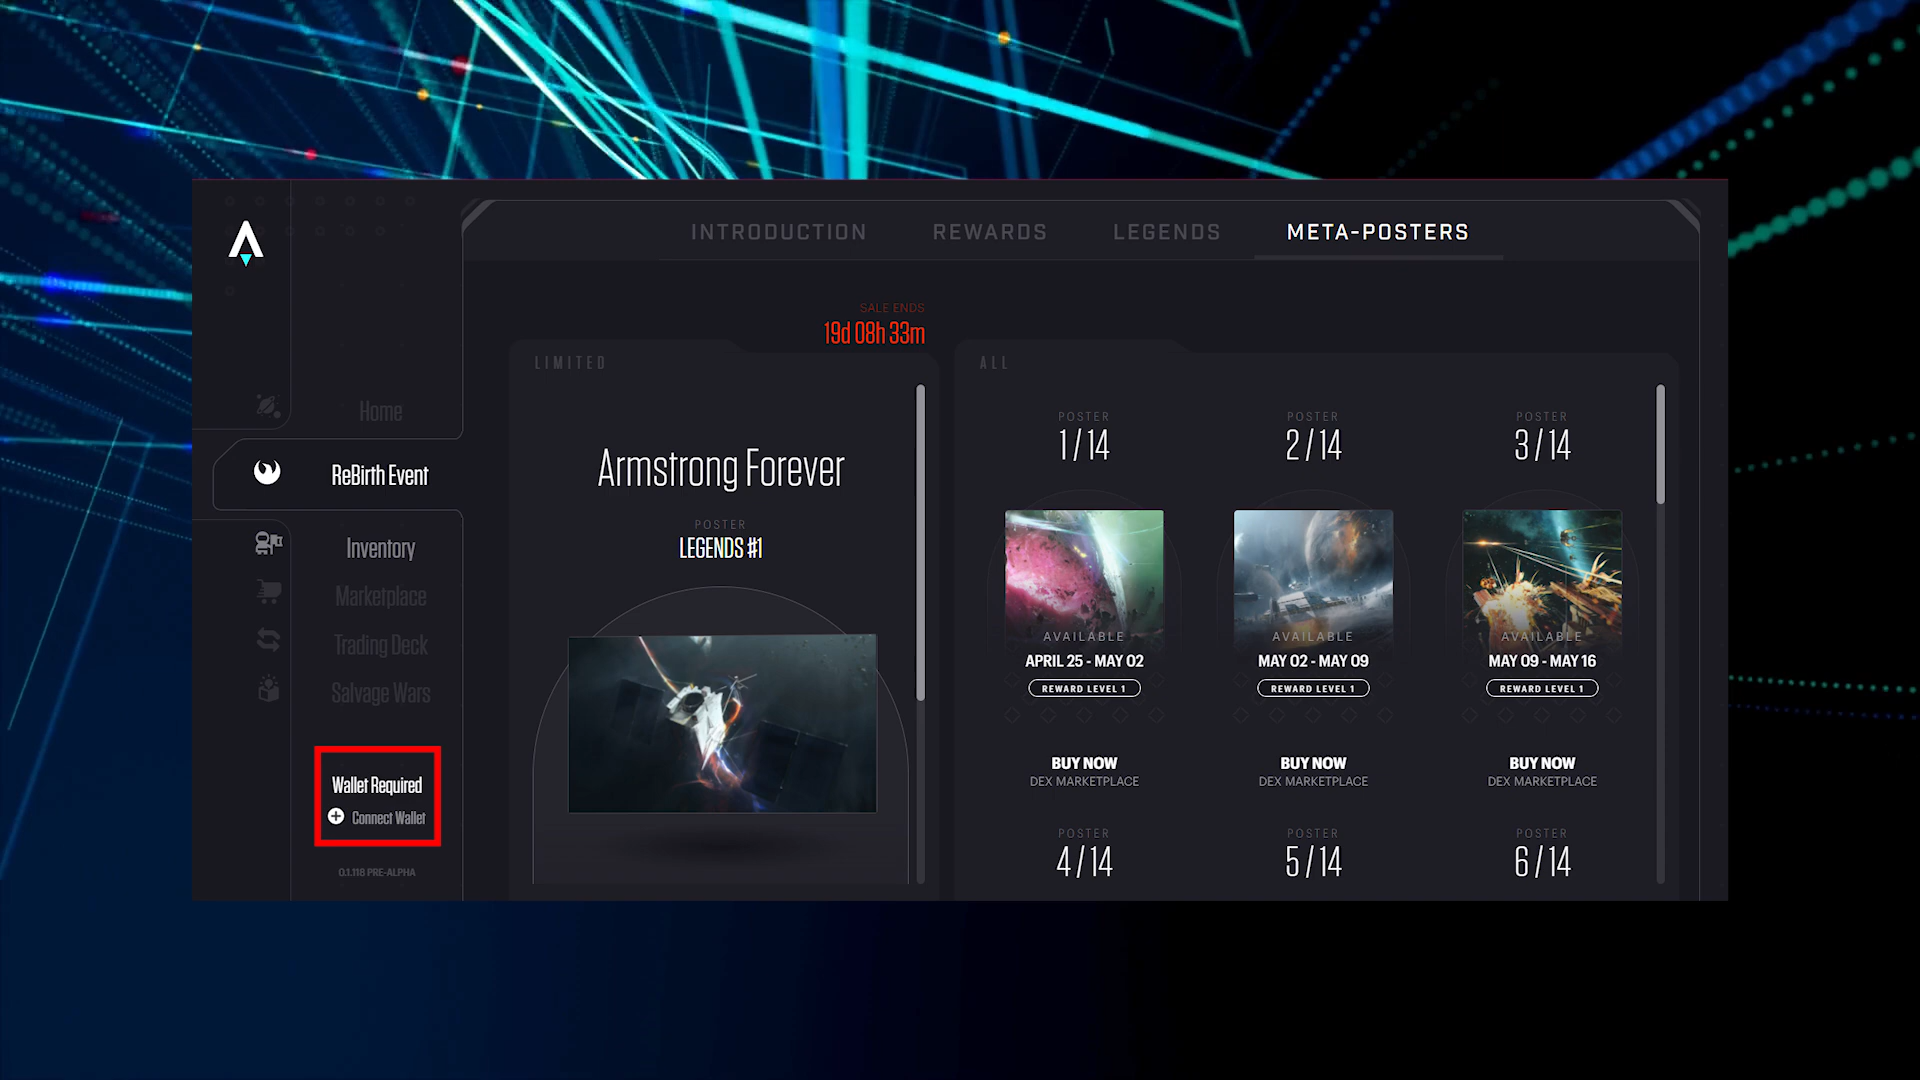 INTRODUCTION
REWARDS
LEGENDS
META-POSTERS
Home
ReBirth Event
Inventory
Marketplace
Trading Deck
Salvage Wars
Wallet Required
Connect Wallet
0.1.118 PRE-ALPHA
SALE ENDS
19d 08h 33m
LIMITED
Armstrong Forever
POSTER
LEGENDS #1
ALL
POSTER
1/14
AVAILABLE
APRIL 25 - MAY 02
REWARD LEVEL 1
BUY NOW
DEX MARKETPLACE
POSTER
2/14
AVAILABLE
MAY 02 - MAY 09
REWARD LEVEL 1
BUY NOW
DEX MARKETPLACE
POSTER
3/14
AVAILABLE
MAY 09 - MAY 16
REWARD LEVEL 1
BUY NOW
DEX MARKETPLACE
POSTER
4/14
POSTER
5/14
POSTER
6/14